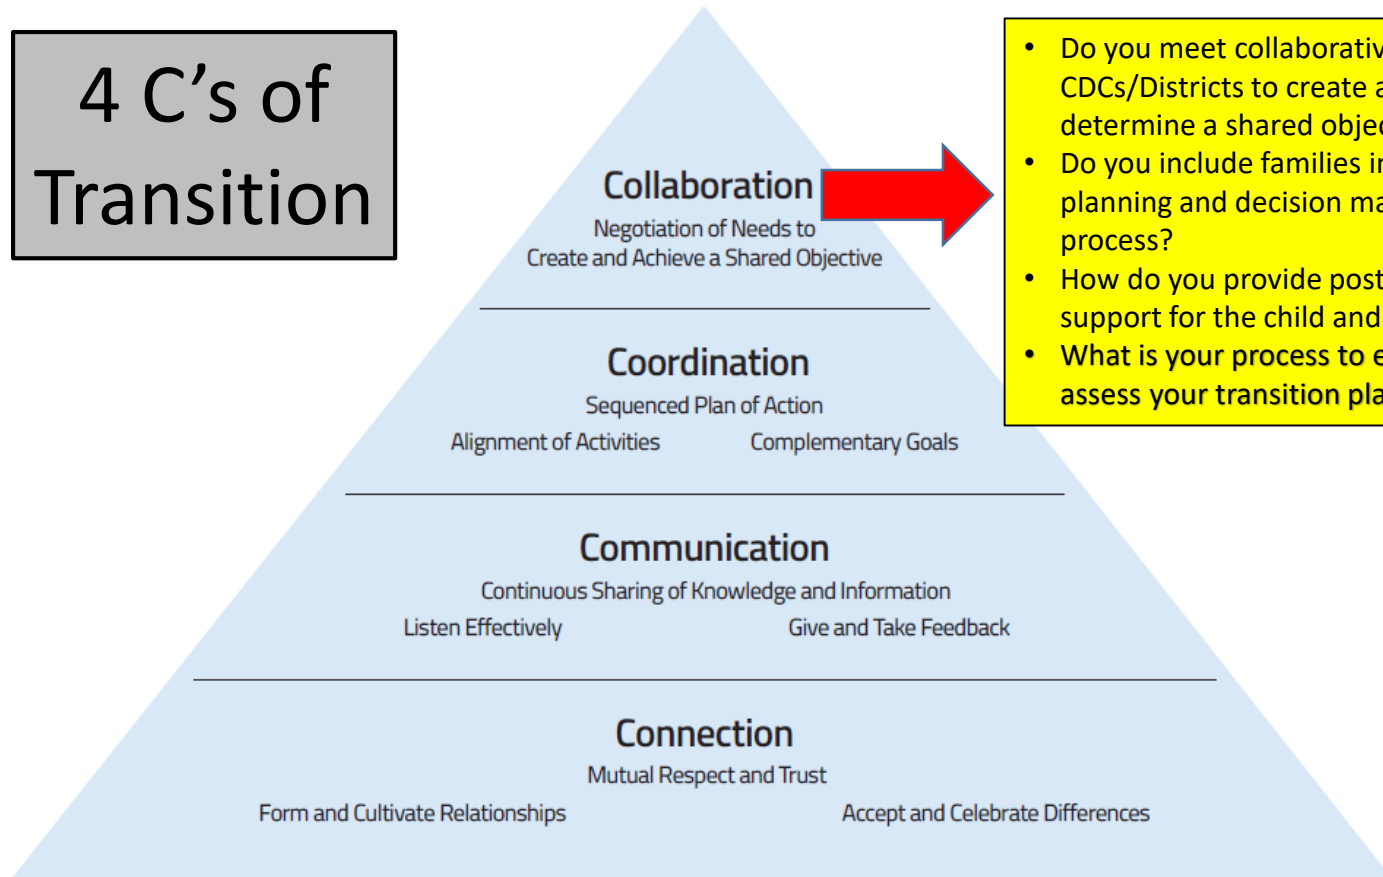 4 C’s of
Transition
Collaboration
Negotiation of Needs to
Create and Achieve a Shared Objective
Coordination
Sequenced Plan of Action
Alignment of Activities Complementary Goals
Communication
Continuous Sharing of Knowledge and Information
Listen Effectively Give and Take Feedback
Connection
Mutual Respect and Trust
Form and Cultivate Relationships Accept and Celebrate Differences
• Do you meet
CDCs/Districts to create
determine a shared
• Do you include families
planning and decision
process?
• How do you provide post
support for the child and
• What is your process to
assess your transition